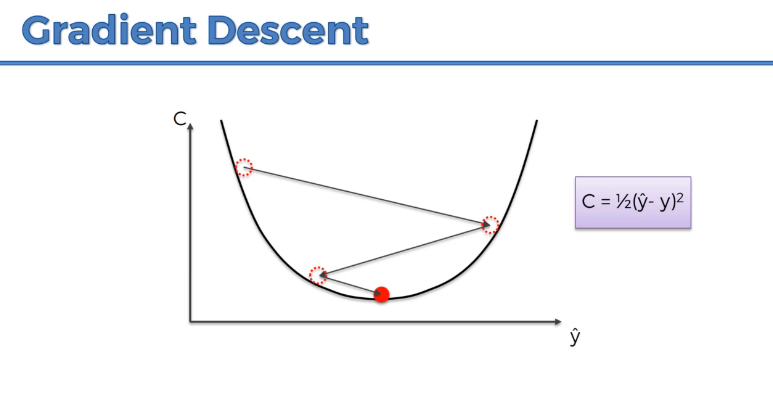 Gradient Descent
C
C = ½(ŷ- y)²
ŷ